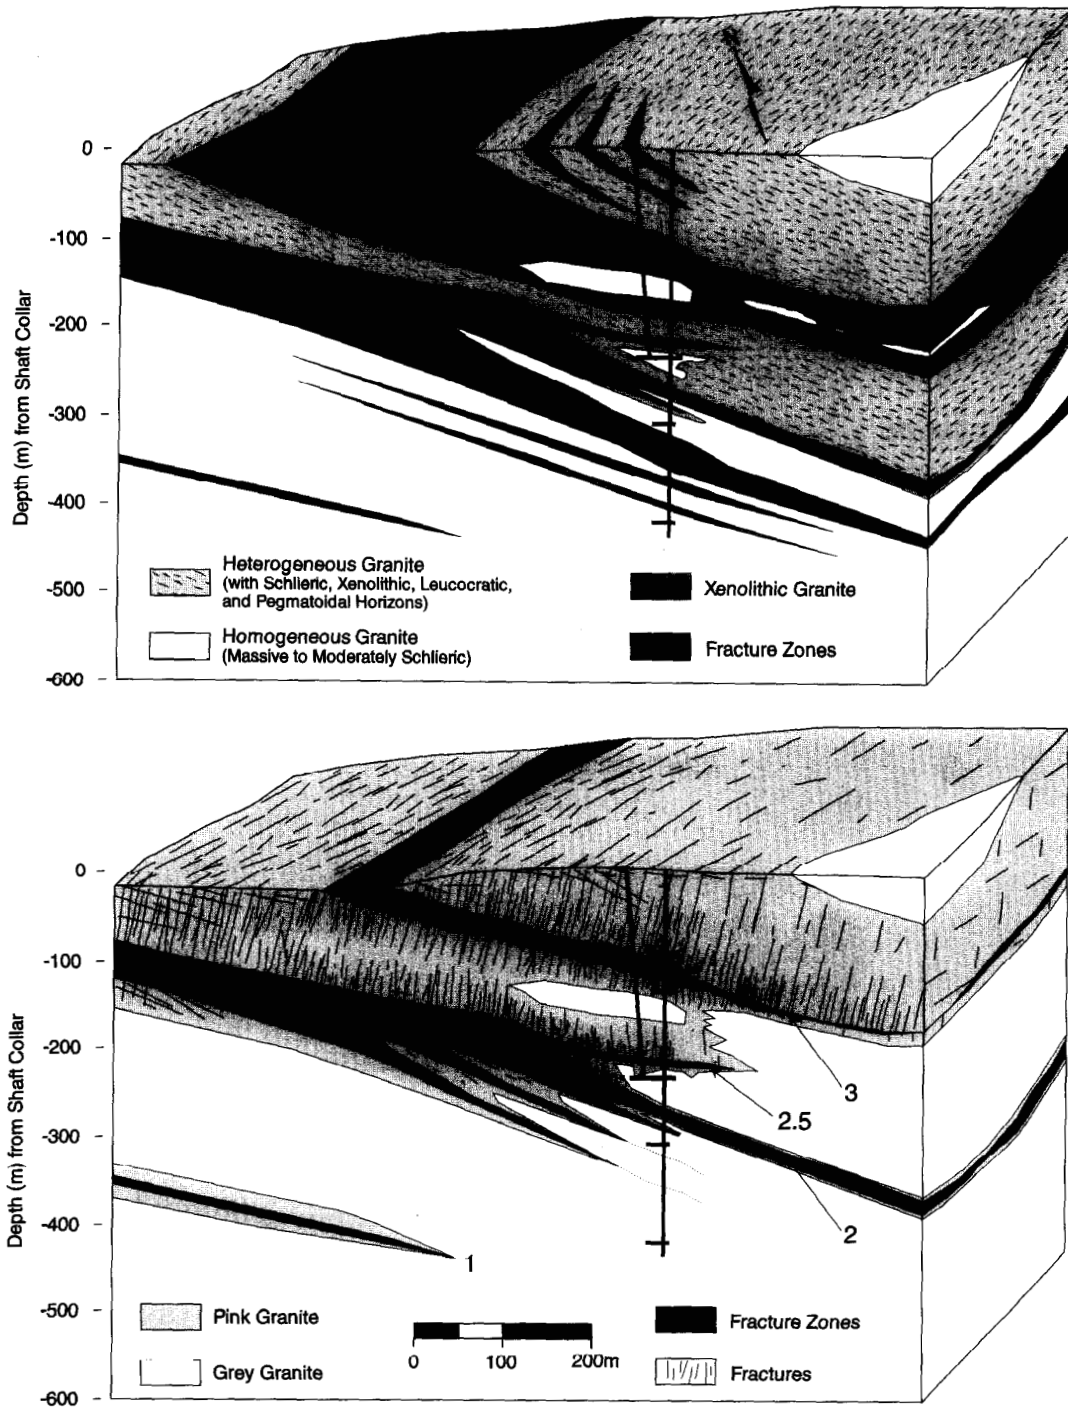 0
-100
-200
-300
-400
-500
-600
Depth (m) from Shaft Collar
Heterogeneous Granite
(with Schlieric, Xenolithic, Leucocratic,
and Pegmatoidal Horizons)
Homogeneous Granite
(Massive to Moderately Schlieric)
Xenolithic Granite
Fracture Zones
0
-100
-200
-300
-400
-500
-600
Depth (m) from Shaft Collar
3
2.5
2
1
Pink Granite
Grey Granite
0 100 200m
Fracture Zones
Fractures